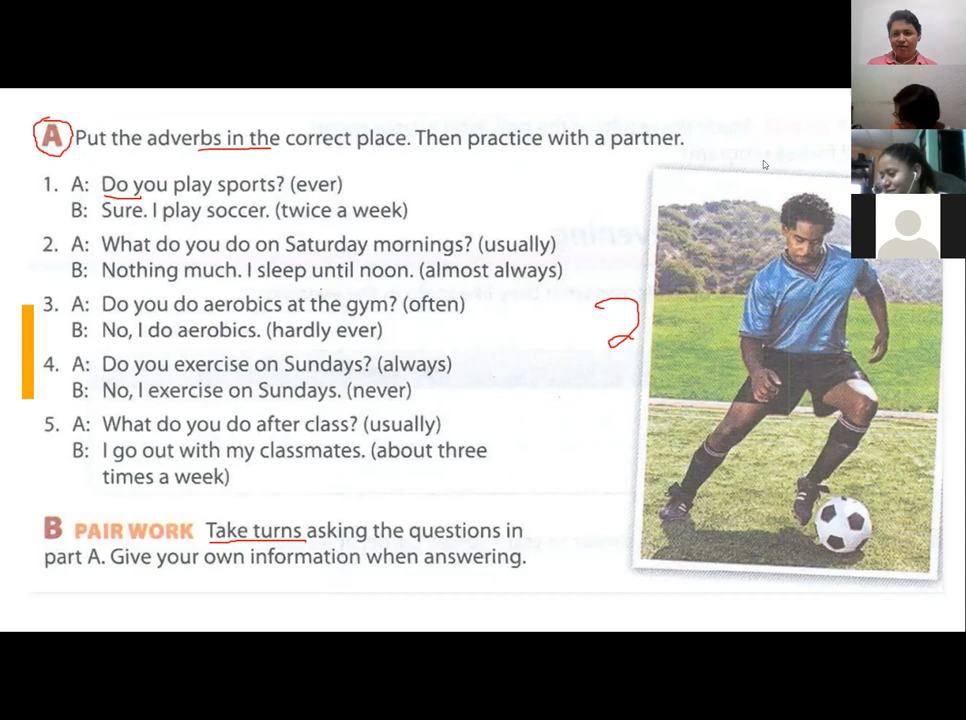 A Put the adverbs in the correct place. Then practice with a partner.
1. A: Do you play sports? (ever)
B: Sure. I play soccer. (twice a week)
2. A: What do you do on Saturday mornings? (usually)
B: Nothing much. I sleep until noon. (almost always)
3. A: Do you do aerobics at the gym? (often)
B: No, I do aerobics. (hardly ever)
4. A: Do you exercise on Sundays? (always)
B: No, I exercise on Sundays. (never)
5. A: What do you do after class? (usually)
B: I go out with my classmates. (about three
times a week)
B PAIR WORK Take turns asking the questions in
part A. Give your own information when answering.